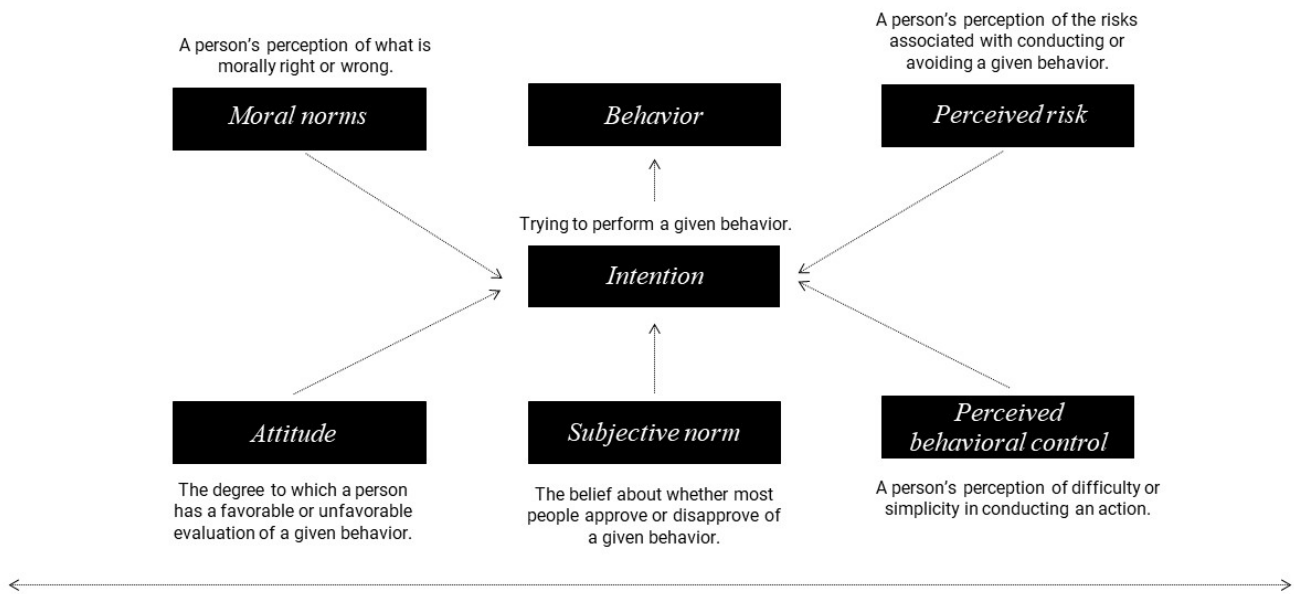 A person’s perception of what is
morally right or wrong.
Moral norms
Behavior
A person’s perception of the risks
associated with conducting or
avoiding a given behavior.
Perceived risk
Trying to perform a given behavior.
Intention
Attitude
The degree to which a person
has a favorable or unfavorable
evaluation of a given behavior.
Subjective norm
The belief about whether most
people approve or disapprove of
a given behavior.
Perceived
behavioral control
A person’s perception of difficulty or
simplicity in conducting an action.